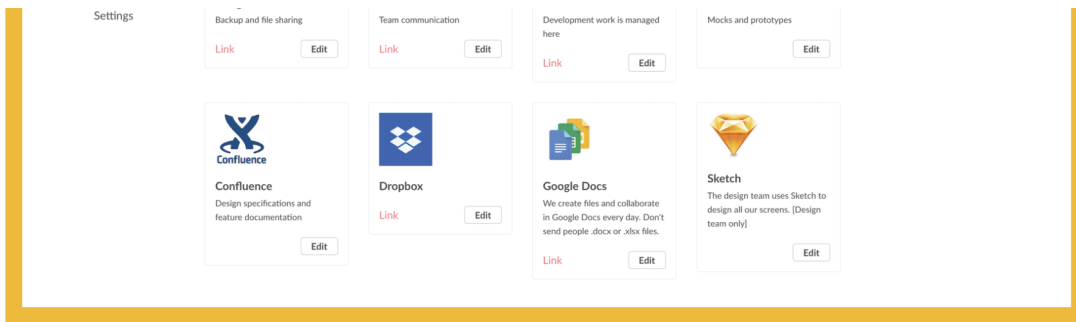 Settings
Backup and file sharing
Link
Edit
Team communication
Link
Edit
Development work is managed
here
Link
Edit
Mocks and prototypes
Edit
Confluence
Confluence
Design specifications and
feature documentation
Edit
Dropbox
Link
Edit
Google Docs
We create files and collaborate
in Google Docs every day. Don't
send people .docx or .xlsx files.
Link
Edit
Sketch
The design team uses Sketch to
design all our screens. [Design
team only]
Edit